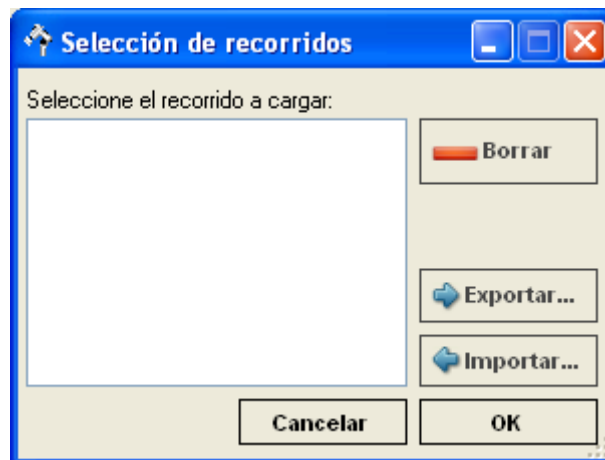 Selección de recorridos
Seleccione el recorrido a cargar:
Borrar
Exportar...
Importar...
Cancelar
OK